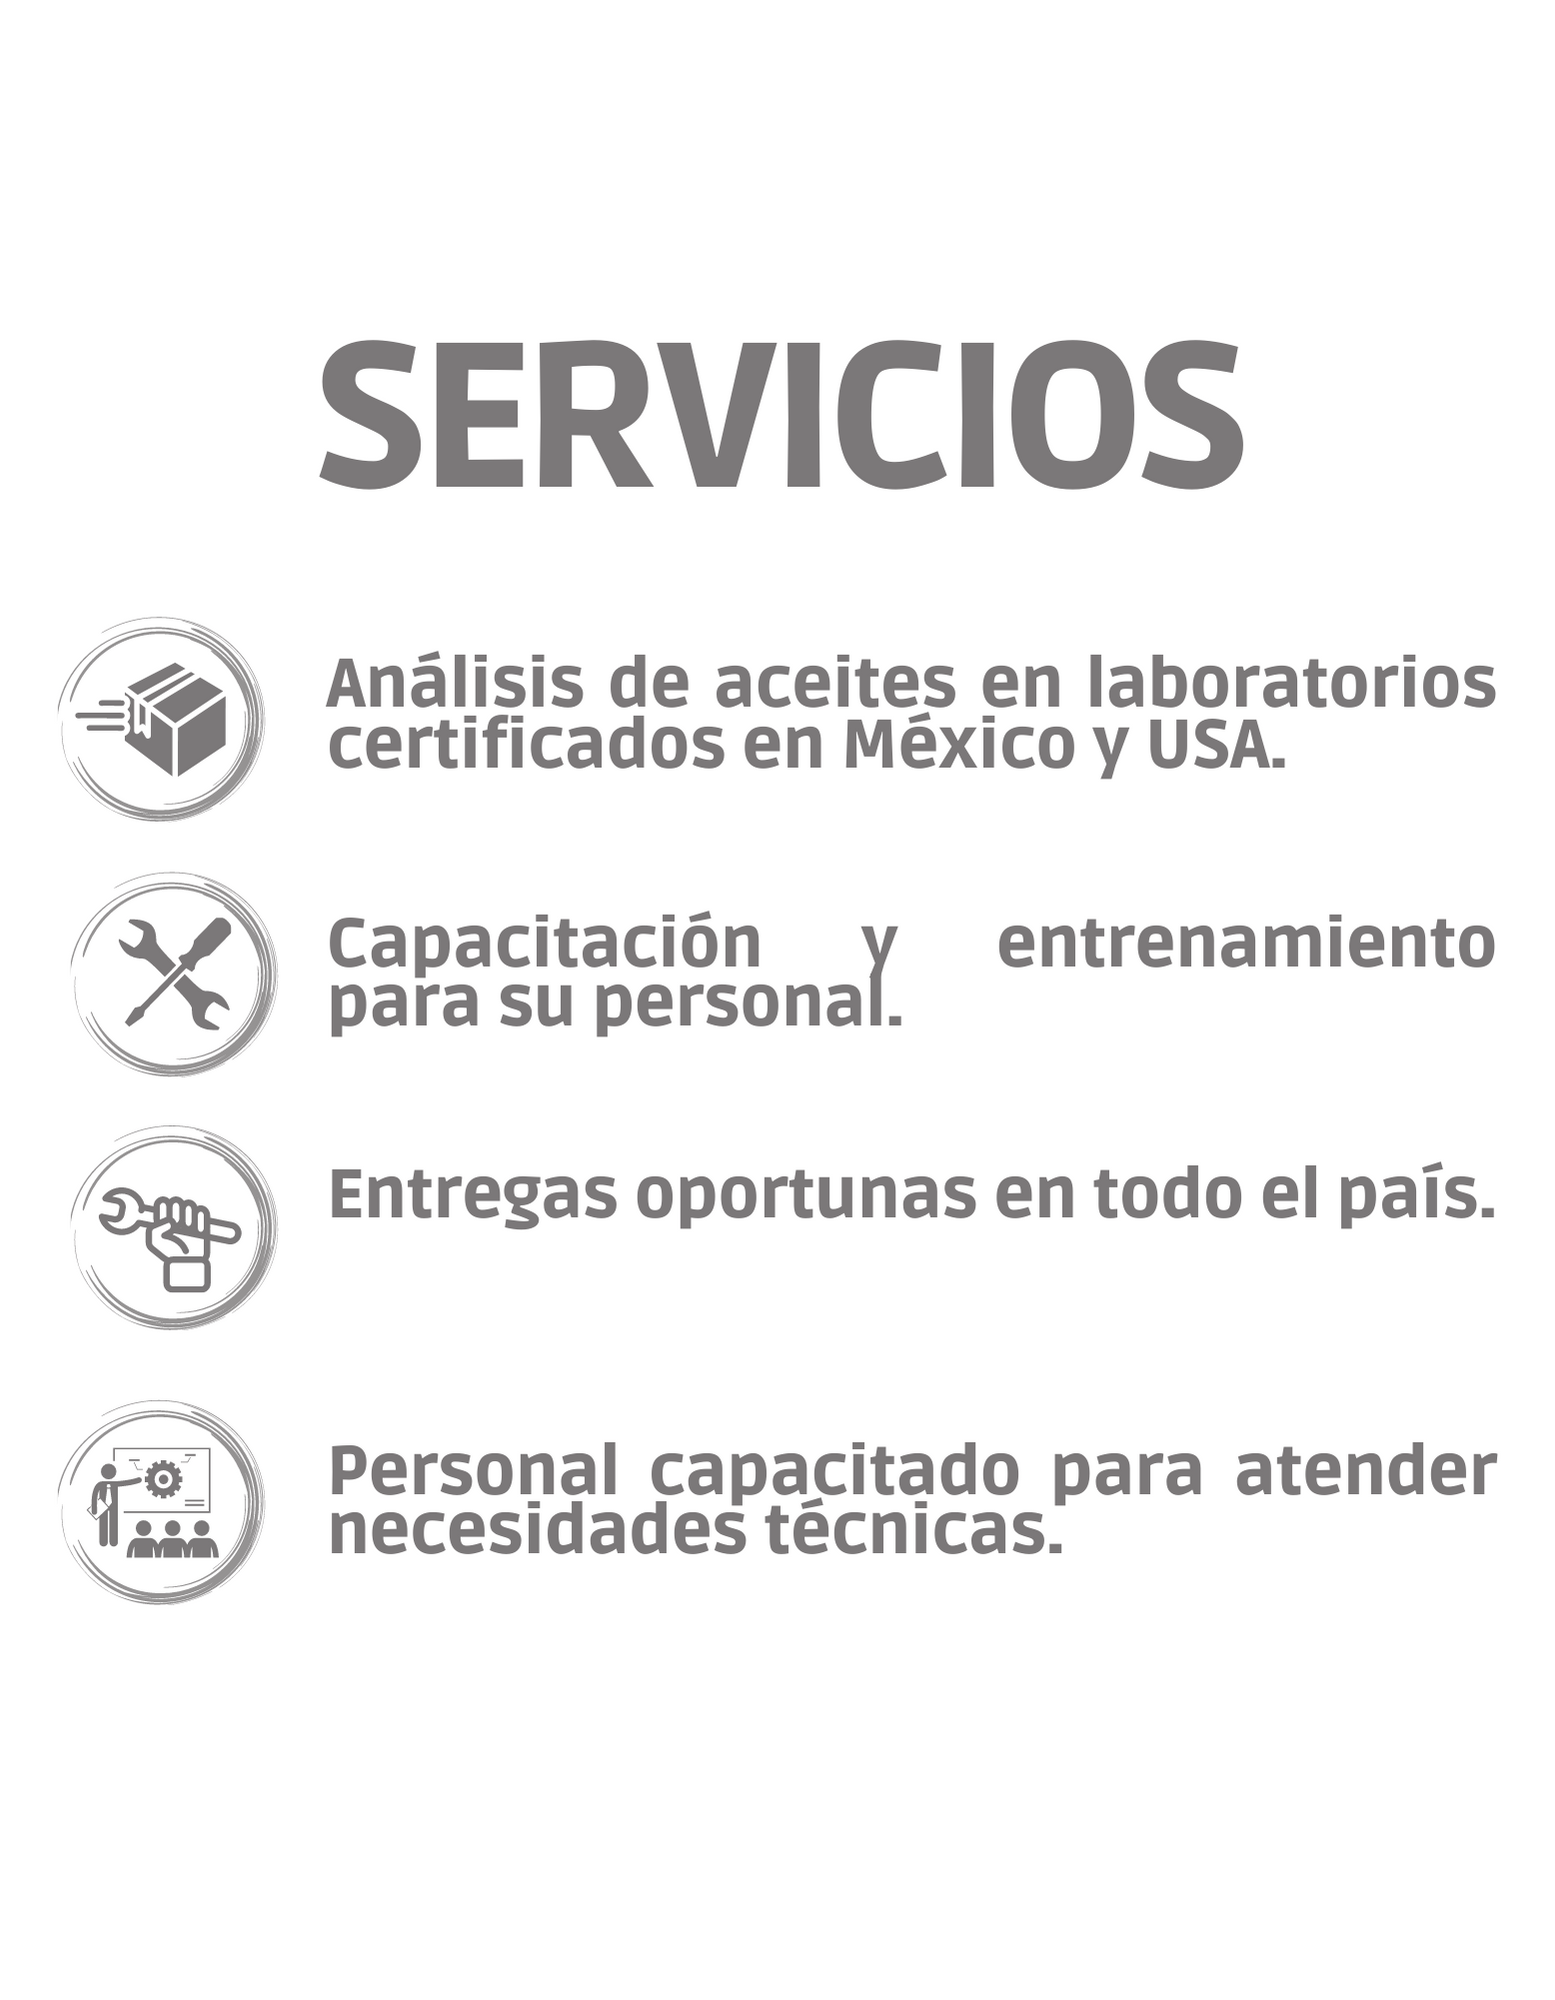 SERVICIOS
Análisis de aceites en laboratorios
certificados en México y USA.
Capacitación y entrenamiento
para su personal.
Entregas oportunas en todo el país.
Personal capacitado para atender
necesidades técnicas.